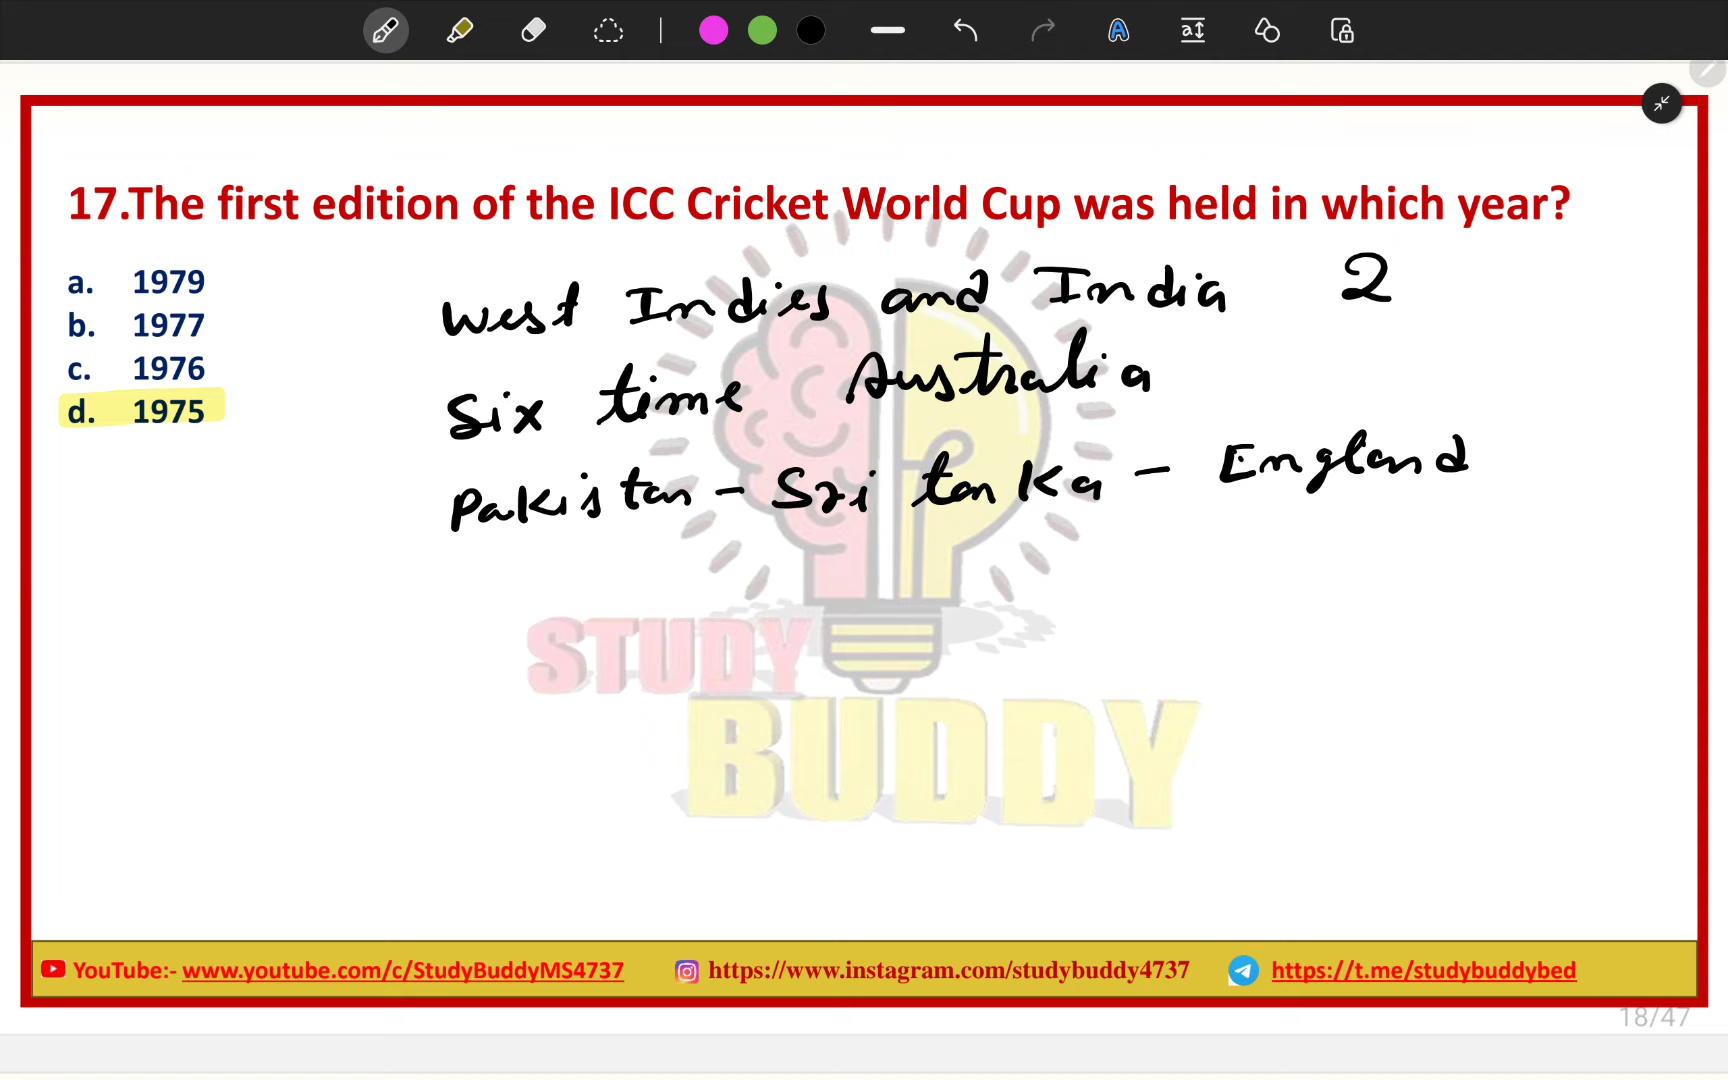 17.The first edition of the ICC Cricket World Cup was held in which year?
a. 1979
b. 1977
c. 1976
d. 1975
West Indies and India 2
Six time Australia
Pakistan - Sri tanka - England
STUDY
BUDDY
YouTube:- www.youtube.com/c/StudyBuddyMS4737 https://www.instagram.com/studybuddy4737 https://t.me/studybuddybed
18/47